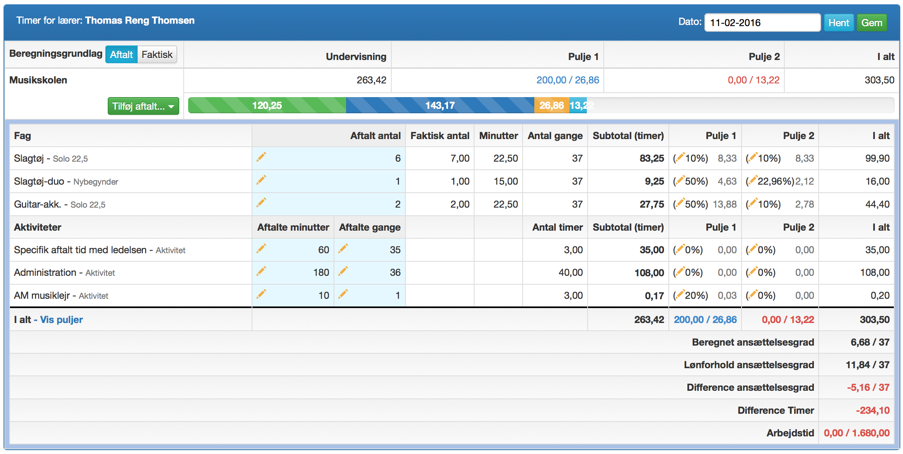 Timer for lærer: Thomas Reng Thomsen Dato: 11-02-2016 Hent Gem
Beregningsgrundlag Aftalt Faktisk Undervisning Pulje 1 Pulje 2 I alt
Musikskolen 263,42 200,00 / 26,86 0,00 / 13,22 303,50
Tilføj aftalt... 120,25 143,17 26,86 13,22
Fag Aftalt antal Faktisk antal Minutter Antal gange Subtotal (timer) Pulje 1 Pulje 2 I alt
Slagtøj - Solo 22,5 6 7,00 22,50 37 83,25 (10%) 8,33 (10%) 8,33 99,90
Slagtøj-duo - Nybegynder 1 1,00 15,00 37 9,25 (50%) 4,63 (22,96%) 2,12 16,00
Guitar-akk. - Solo 22,5 2 2,00 22,50 37 27,75 (50%) 13,88 (10%) 2,78 44,40
Aktiviteter Aftalte minutter Aftalte gange Antal timer Subtotal (timer) Pulje 1 Pulje 2 I alt
Specifik aftalt tid med ledelsen - Aktivitet 60 35 3,00 35,00 (0%) 0,00 (0%) 0,00 35,00
Administration - Aktivitet 180 36 40,00 108,00 (0%) 0,00 (0%) 0,00 108,00
AM musiklejr - Aktivitet 10 1 3,00 0,17 (20%) 0,03 (0%) 0,00 0,20
I alt - Vis puljer 263,42 200,00 / 26,86 0,00 / 13,22 303,50
Beregnet ansættelsesgrad 6,68 / 37
Lønforhold ansættelsesgrad 11,84 / 37
Difference ansættelsesgrad -5,16 / 37
Difference Timer -234,10
Arbejdstid 0,00 / 1.680,00